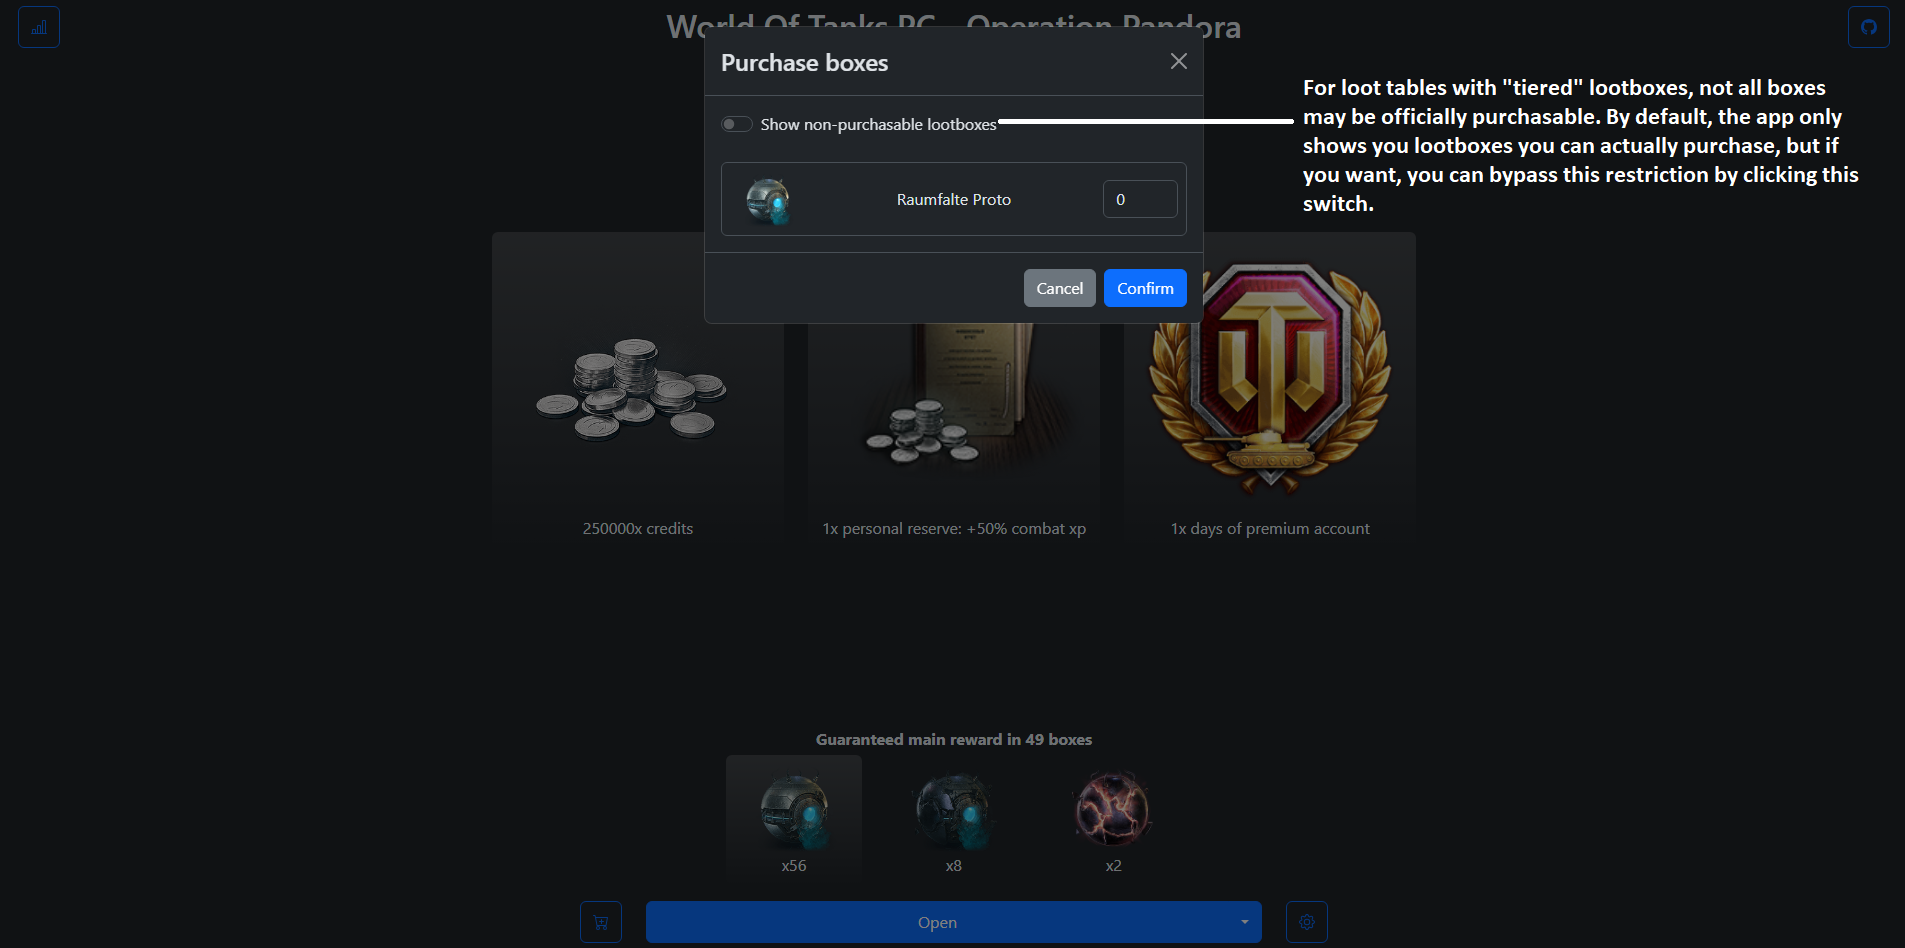 World Of Tanks PC - Operation Pandora
Purchase boxes
Show non-purchasable lootboxes
For loot tables with "tiered" lootboxes, not all boxes
may be officially purchasable. By default, the app only
shows you lootboxes you can actually purchase, but if
you want, you can bypass this restriction by clicking this
switch.
Raumfalte Proto
0
Cancel
Confirm
250000x credits
1x personal reserve: +50% combat xp
1x days of premium account
Guaranteed main reward in 49 boxes
x56
x8
x2
Open